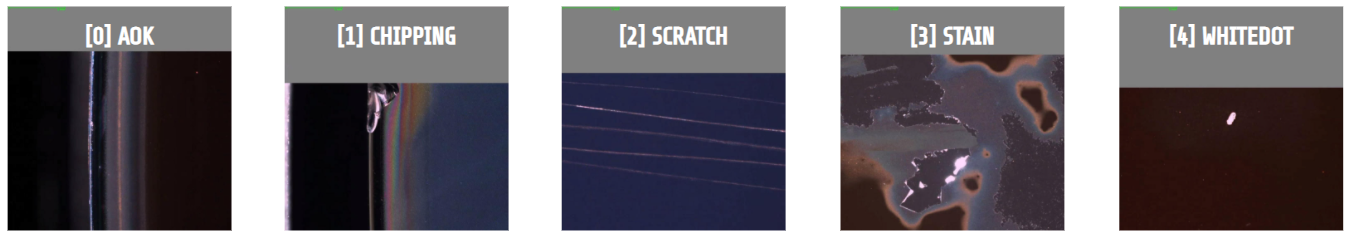 [0] AOK
[1] CHIPPING
[2] SCRATCH
[3] STAIN
[4] WHITEDOT